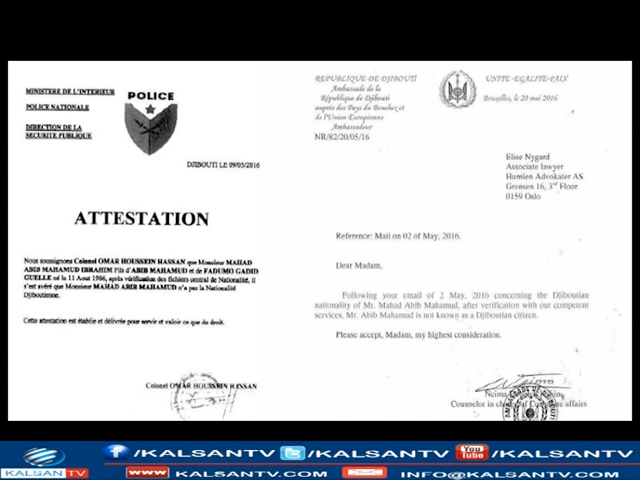 MINISTERE DE L'INTERIEUR
POLICE NATIONALE
DIRECTION DE LA
SECURITE PUBLIQUE
POLICE
DJIBOUTI LE 09/05/2016
ATTESTATION
Nous soussignons Colonel OMAR HOUSSEIN HASSAN que Monsieur MAHAD
ABIB MAHAMUD IBRAHIM Fils d'ABIB MAHAMUD et de FADUMO GADID
GUELLE né le 11 Aout 1986, après vérification des fichiers central de Nationalité, il
s'est avéré que Monsieur MAHAD ABIB MAHAMUD n'a pas la Nationalité
Djiboutienne.
Cette attestation est établie et délivrée pour servir et valoir ce que de droit.
Colonel OMAR HOUSSEIN HASSAN
REPUBLIQUE DE DJIBOUTI
Ambassade de la
République de Djibouti
auprès des Pays du Benelux et
de l'Union Européenne
Ambassadeur
NR/82/20/05/16
UNITE-EGALITE-PAIX
Bruxelles, le 20 mai 2016
Elise Nygard
Associate lawyer
Humlen Advokater AS
Grensen 16, 3rd Floor
0159 Oslo
Reference: Mail on 02 of May, 2016.
Dear Madam,
Following your email of 2 May, 2016 concerning the Djiboutian
nationality of Mr. Mahad Abib Mahamud, after verification with our competent
services, Mr. Abib Mahamud is not known as a Djiboutian citizen.
Please accept, Madam, my highest consideration.
Counselor in affairs
KALSAN TV
/KALSANTV
/KALSANTV
You Tube
/KALSANTV
www
KALSANTV.COM
INFO@KALSANTV.COM